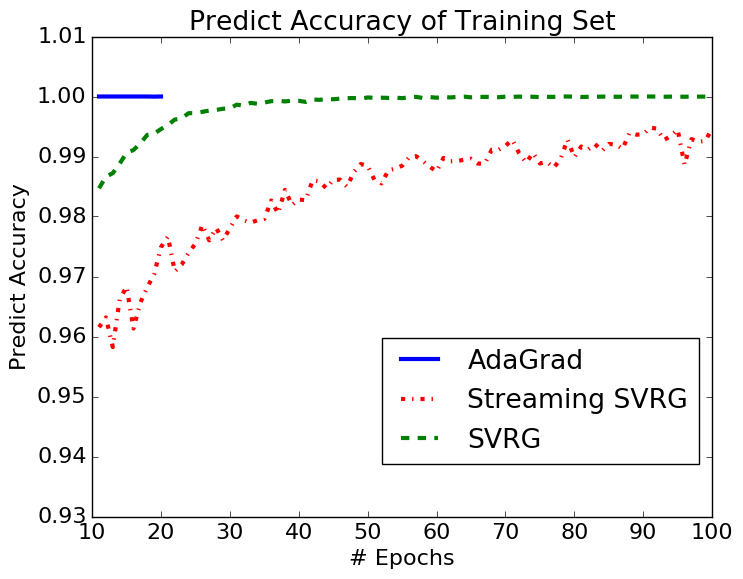 Predict Accuracy of Training Set
1.01
1.00
0.99
0.98
0.97
0.96
0.95
0.94
0.93
Predict Accuracy
AdaGrad
Streaming SVRG
SVRG
10 20 30 40 50 60 70 80 90 100
# Epochs